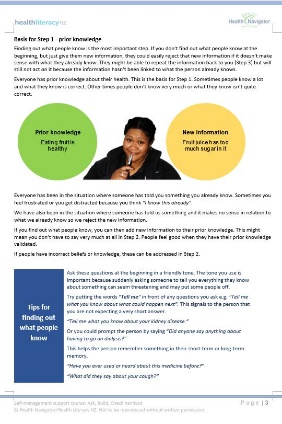 healthliteracynz
Health Navigator
Basis for Step 1 - prior knowledge
Finding out what people know is the most important step. If you don't find out what people know at the
beginning, but just give them new information, they could easily reject that new information if it doesn't make
sense with what they already know. They might be able to repeat the information back to you (Step 3) but will
still not act on it because the information hasn't been linked to what the person already knows.
Everyone has prior knowledge about their health. This is the basis for Step 1. Sometimes people know a lot
and what they know is correct. Other times people don't know very much or what they know isn't quite
correct.
Prior knowledge
Eating fruit is
healthy
New information
Fruit juice has too
much sugar in it
Everyone has been in the situation where someone has told you something you already know. Sometimes you
feel frustrated or you get distracted because you think "I know this already".
We have also been in the situation where someone has told us something and it makes no sense in relation to
what we already know so we reject the new information.
If you find out what people know, you can then add new information to their prior knowledge. This might
mean you don't have to say very much at all in Step 2. People feel good when they have their prior knowledge
validated.
If people have incorrect beliefs or knowledge, these can be addressed in Step 2.
Tips for
finding out
what people
know
Ask these questions at the beginning in a friendly tone. The tone you use is
important because suddenly asking someone to tell you everything they know
about something can seem threatening and may put some people off.
Try putting the words "Tell me" in front of any questions you ask e.g. "Tell me
what you know about what could happen next". This signals to the person that
you are not expecting a very short answer.
"Tell me what you know about your kidney disease."
Or you could prompt the person by saying "Did anyone say anything about
having to go on dialysis?"
This helps the person remember something in their short term or long term
memory.
"Have you ever used or heard about this medicine before?"
"What did they say about your cough?"
Self-management support course: Ask, Build, Check handout
Page | 3
© Health Navigator/Health Literacy NZ. Not to be reproduced without written permission